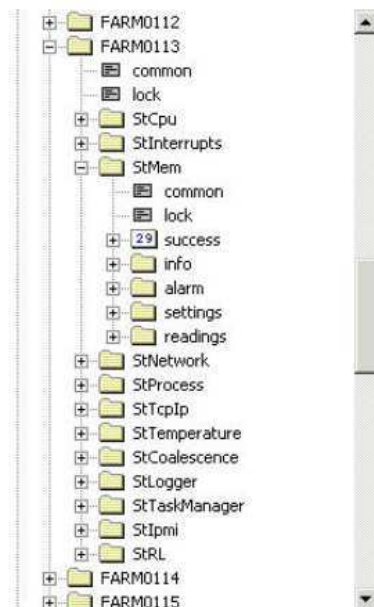 FARM0112
FARM0113
common
lock
StCpu
StInterrupts
StMem
common
lock
29 success
info
alarm
settings
readings
StNetwork
StProcess
StTcpIp
StTemperature
StCoalescence
StLogger
StTaskManager
StIpmi
StRL
FARM0114
FARM0115